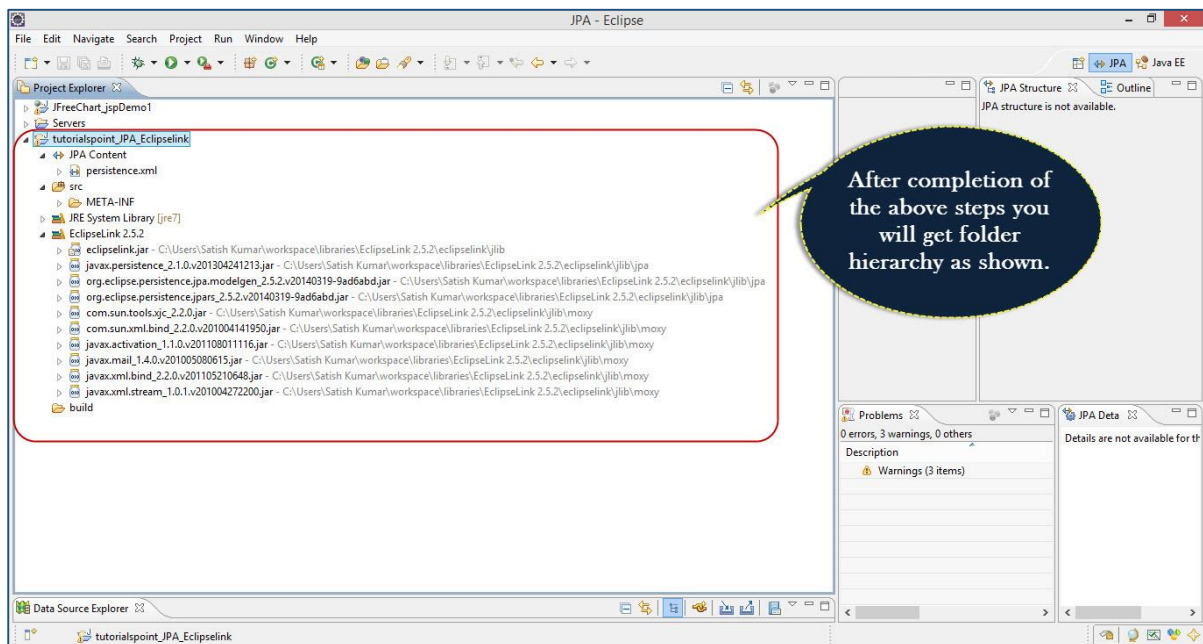 JPA - Eclipse
File Edit Navigate Search Project Run Window Help
JPA Java EE
Project Explorer
JFreeChart_jspDemo1
Servers
tutorialspoint_JPA_Eclipselink
JPA Content
persistence.xml
src
META-INF
JRE System Library [jre7]
EclipseLink 2.5.2
eclipselink.jar - C:\Users\Satish Kumar\workspace\libraries\EclipseLink 2.5.2\eclipselink\jlib
javax.persistence_2.1.0.v201304241213.jar - C:\Users\Satish Kumar\workspace\libraries\EclipseLink 2.5.2\eclipselink\jlib\jpa
org.eclipse.persistence.jpa.modelgen_2.5.2.v20140319-9ad6abd.jar - C:\Users\Satish Kumar\workspace\libraries\EclipseLink 2.5.2\eclipselink\jlib\jpa
org.eclipse.persistence.jpars_2.5.2.v20140319-9ad6abd.jar - C:\Users\Satish Kumar\workspace\libraries\EclipseLink 2.5.2\eclipselink\jlib\jpa
com.sun.tools.xjc_2.2.0.jar - C:\Users\Satish Kumar\workspace\libraries\EclipseLink 2.5.2\eclipselink\jlib\moxy
com.sun.xml.bind_2.2.0.v201004141950.jar - C:\Users\Satish Kumar\workspace\libraries\EclipseLink 2.5.2\eclipselink\jlib\moxy
javax.activation_1.1.0.v201108011116.jar - C:\Users\Satish Kumar\workspace\libraries\EclipseLink 2.5.2\eclipselink\jlib\moxy
javax.mail_1.4.0.v201005080615.jar - C:\Users\Satish Kumar\workspace\libraries\EclipseLink 2.5.2\eclipselink\jlib\moxy
javax.xml.bind_2.2.0.v201105210648.jar - C:\Users\Satish Kumar\workspace\libraries\EclipseLink 2.5.2\eclipselink\jlib\moxy
javax.xml.stream_1.0.1.v201004272200.jar - C:\Users\Satish Kumar\workspace\libraries\EclipseLink 2.5.2\eclipselink\jlib\moxy
build
After completion of
the above steps you
will get folder
hierarchy as shown.
JPA Structure Outline
JPA structure is not available.
Problems
0 errors, 3 warnings, 0 others
Description
Warnings (3 items)
JPA Deta
Details are not available for th
Data Source Explorer
tutorialspoint_JPA_Eclipselink